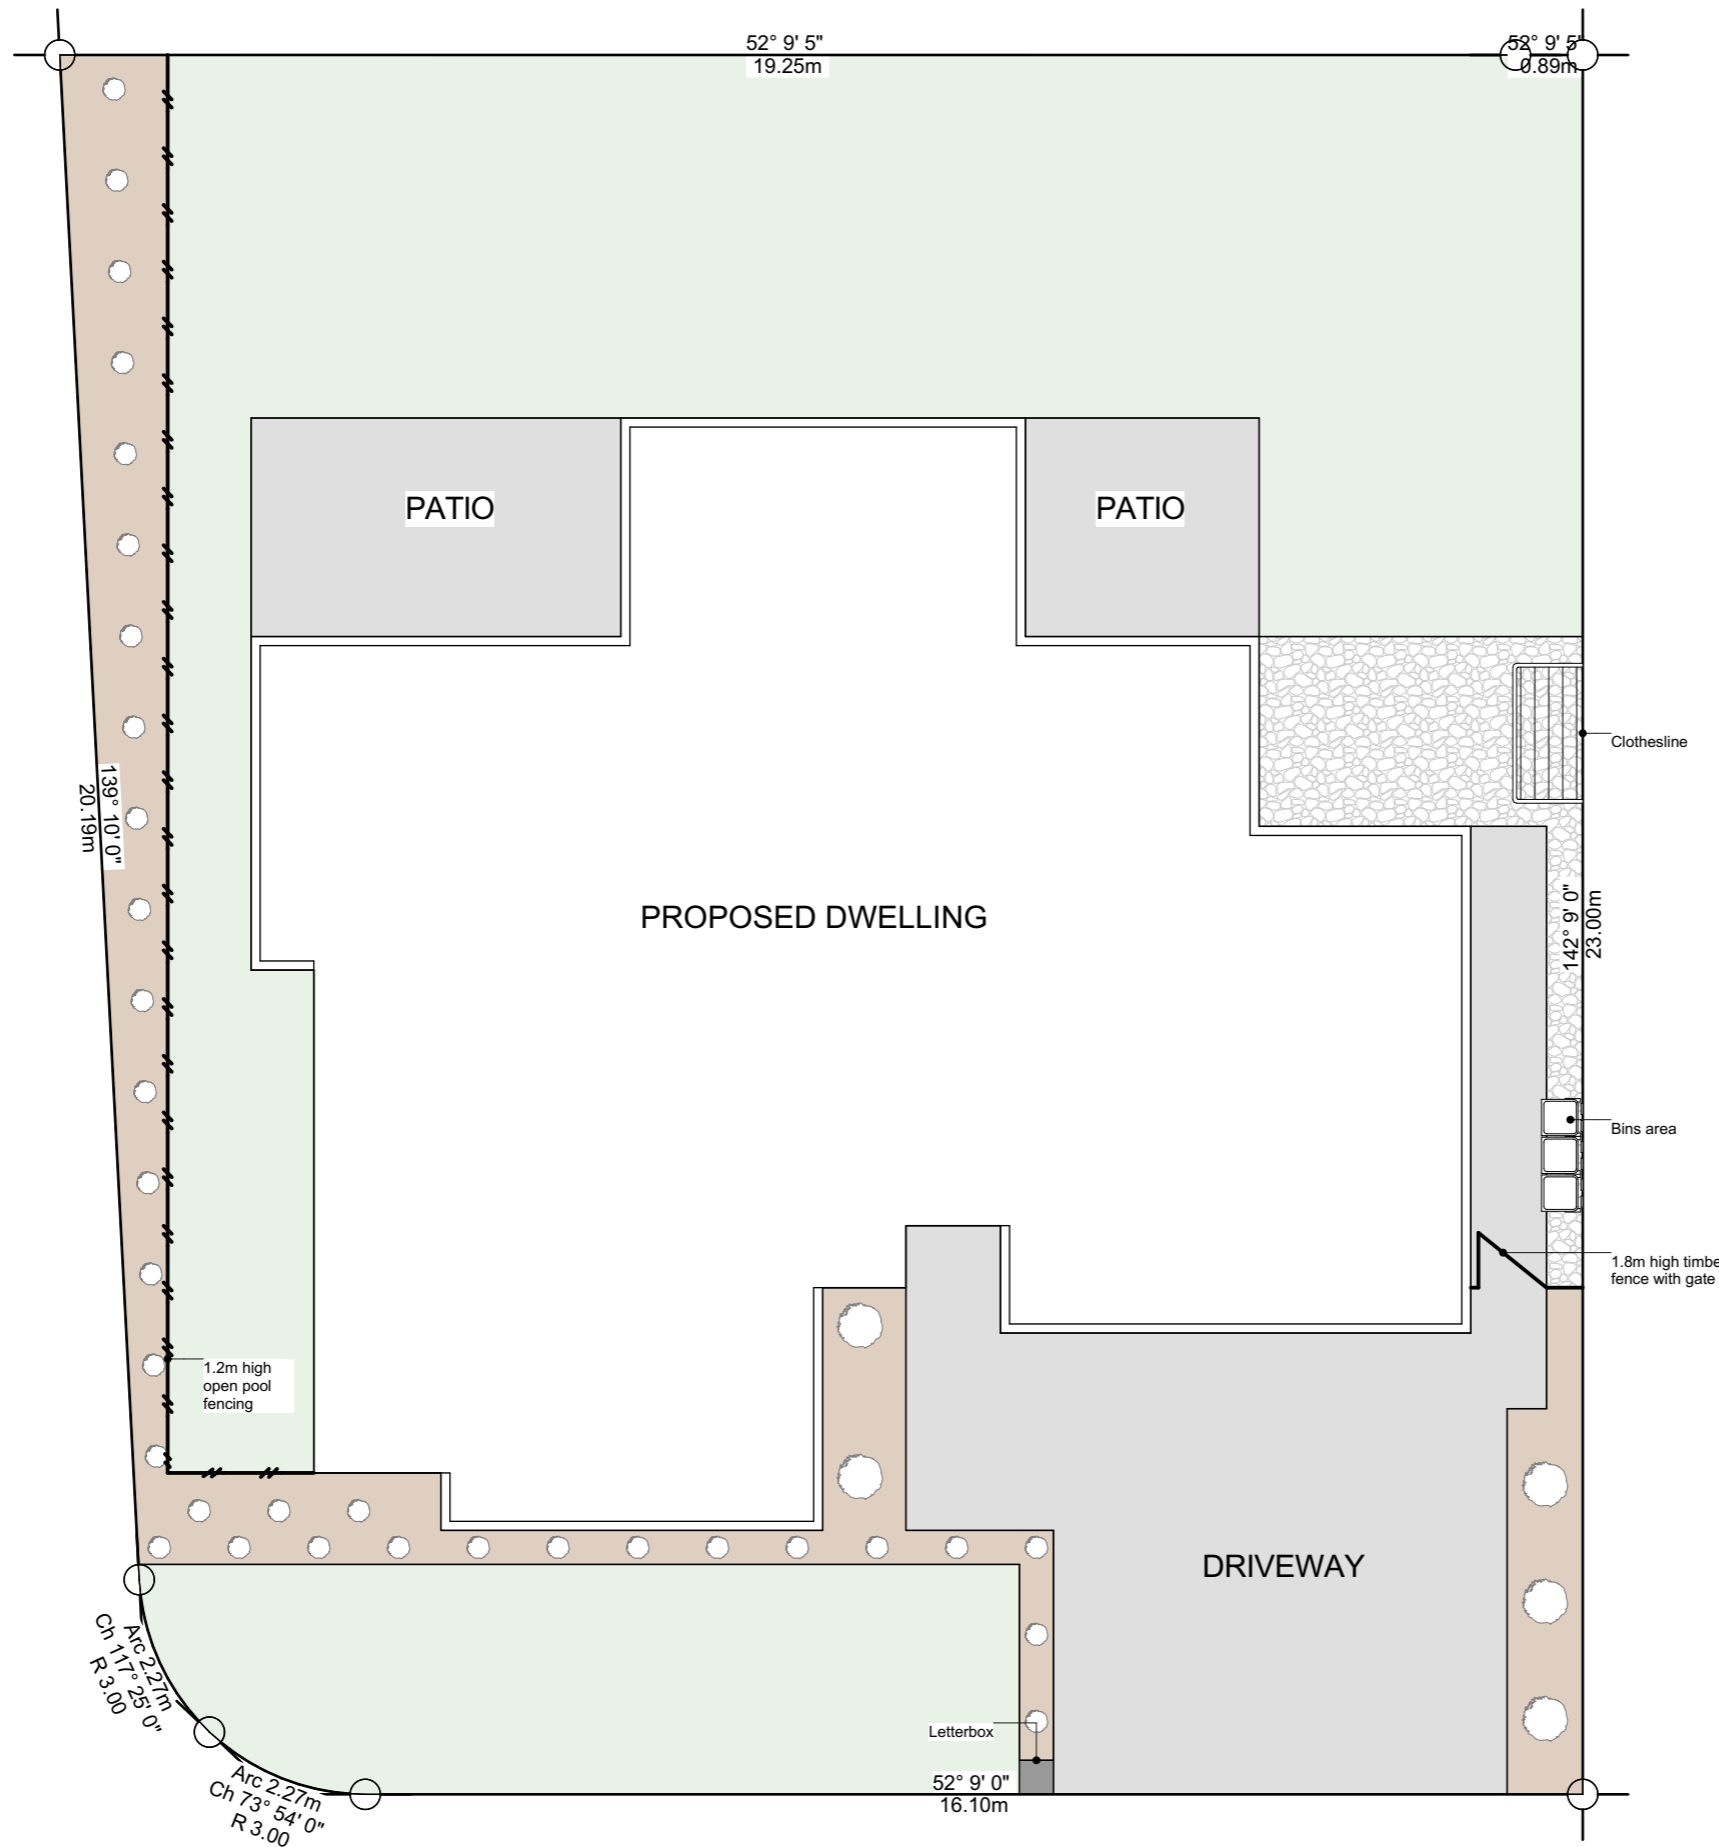 52° 9' 5"
19.25m
52° 9' 5"
0.89m
PATIO
PATIO
Clothesline
139° 10' 0"
20.19m
PROPOSED DWELLING
142° 9' 0"
23.00m
Bins area
1.8m high timbe
fence with gate
1.2m high
open pool
fencing
DRIVEWAY
Arc 2.27m
Ch 117° 25' 0"
R 3.00
Letterbox
Arc 2.27m
Ch 73° 54' 0"
R 3.00
52° 9' 0"
16.10m